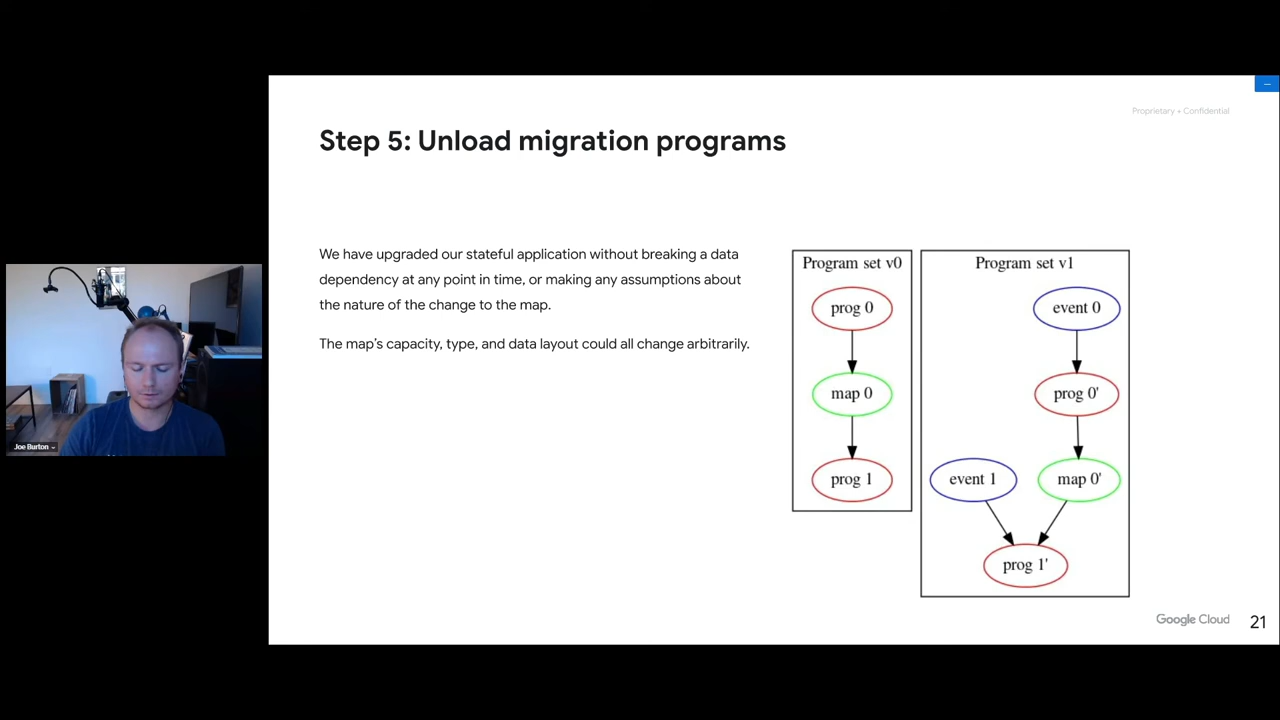 Proprietary + Confidential
Step 5: Unload migration programs
We have upgraded our stateful application without breaking a data
dependency at any point in time, or making any assumptions about
the nature of the change to the map.
The map's capacity, type, and data layout could all change arbitrarily.
Program set v0
prog 0
map 0
prog 1
Program set v1
event 0
prog 0'
event 1
map 0'
prog 1'
Joe Burton
Google Cloud
21